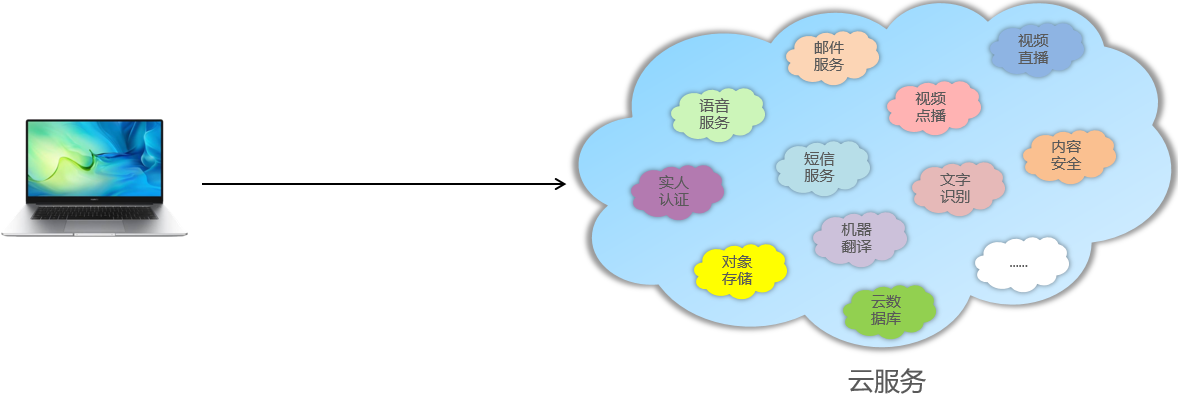 邮件
服务
视频
直播
语音
服务
视频
点播
短信
服务
内容
安全
实人
认证
文字
识别
机器
翻译
对象
存储
......
云数
据库
云服务